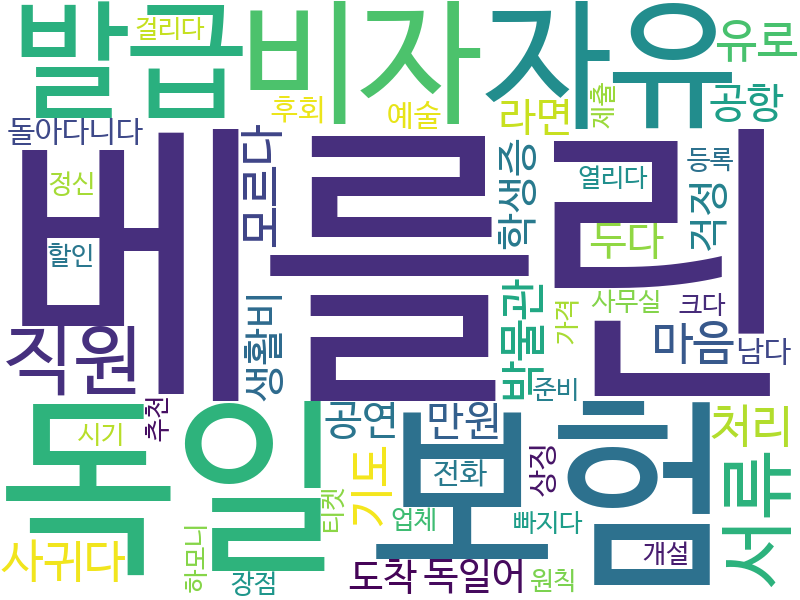 발급
비자
자유
걸리다
후회
예술
라면
제출
유로
공항
돌아다니다
정신
할인
베를린
모르다
학생증
열리다
등록
걱정
두다
직원
생활비
박물관
가격
사무실
크다
마음
남다
준비
독일
시기
추천
공연
만원
보험
처리
기도
전화
상징
서류
티켓
업체
빠지다
사귀다
하모니
장점
도착
독일어
원칙
개설